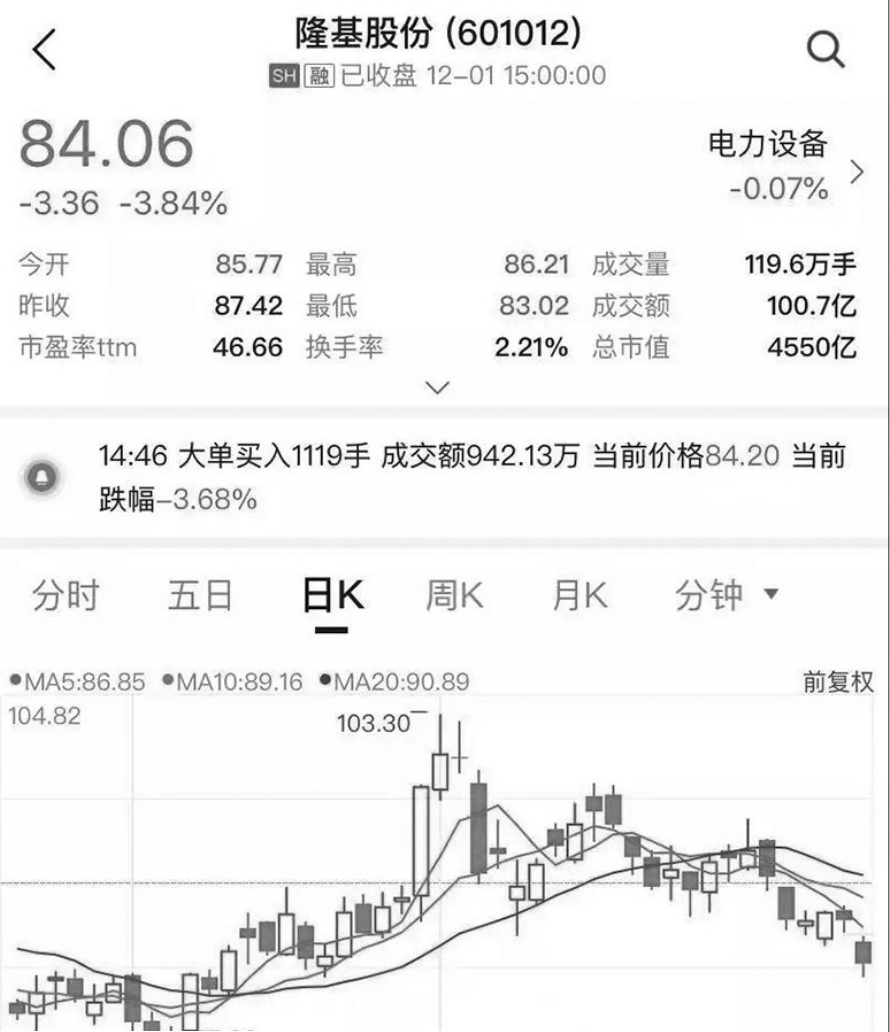 隆基股份 (601012)
SH 融 已收盘 12-01 15:00:00
84.06
-3.36 -3.84%
电力设备
-0.07%
今开 85.77 最高 86.21 成交量 119.6万手
昨收 87.42 最低 83.02 成交额 100.7亿
市盈率ttm 46.66 换手率 2.21% 总市值 4550亿
14:46 大单买入1119手 成交额942.13万 当前价格84.20 当前
跌幅-3.68%
分时 五日 日K 周K 月K 分钟
MA5:86.85 MA10:89.16 MA20:90.89 前复权
104.82
103.30